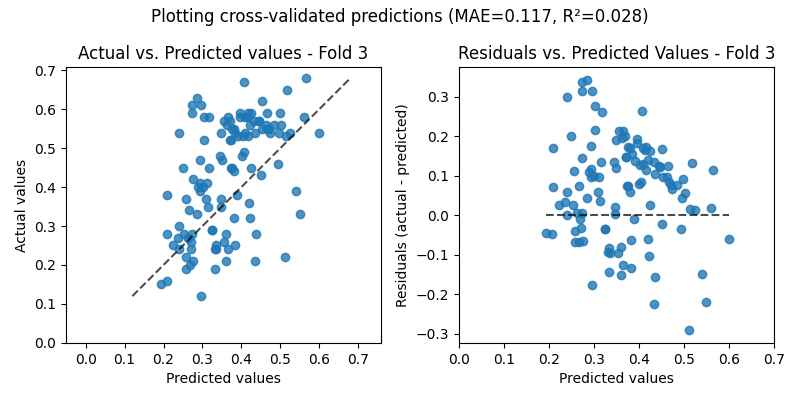 Plotting cross-validated predictions (MAE=0.117, R²=0.028)
Actual vs. Predicted values - Fold 3
Actual values
0.7
0.6
0.5
0.4
0.3
0.2
0.1
0.0
0.0 0.1 0.2 0.3 0.4 0.5 0.6 0.7
Predicted values
Residuals vs. Predicted Values - Fold 3
Residuals (actual - predicted)
0.3
0.2
0.1
0.0
−0.1
−0.2
−0.3
0.0 0.1 0.2 0.3 0.4 0.5 0.6 0.7
Predicted values